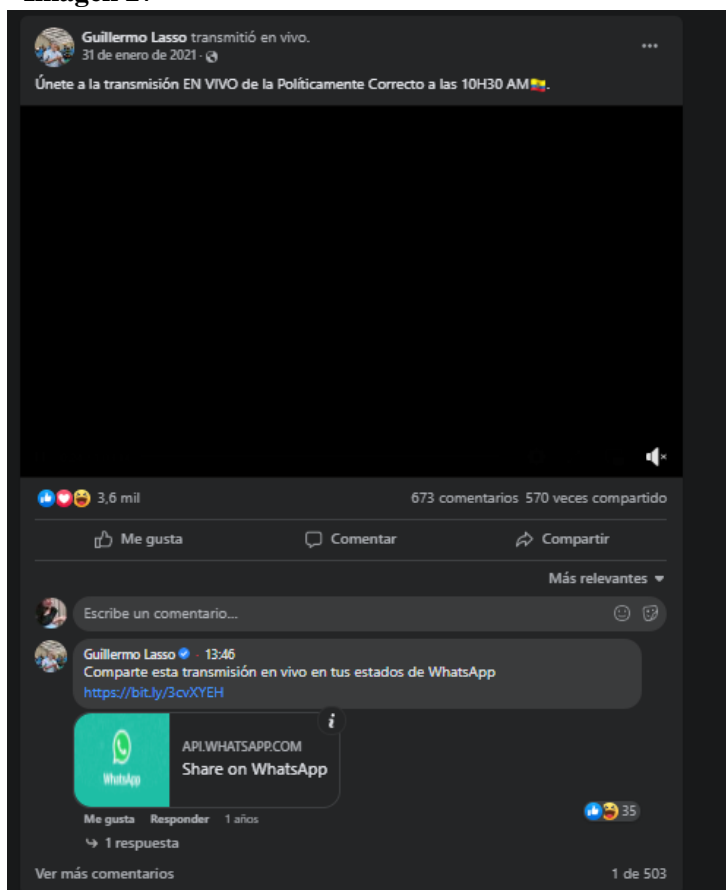 Guillermo Lasso transmitió en vivo.
31 de enero de 2021 ·
Únete a la transmisión EN VIVO de la Políticamente Correcto a las 10H30 AM🇪🇨.
3,6 mil
673 comentarios 570 veces compartido
Me gusta
Comentar
Compartir
Más relevantes
Escribe un comentario...
Guillermo Lasso · 13:46
Comparte esta transmisión en vivo en tus estados de WhatsApp
https://bit.ly/3cvXYEH
WhatsApp
API.WHATSAPP.COM
Share on WhatsApp
Me gusta Responder 1 años
35
1 respuesta
Ver más comentarios
1 de 503